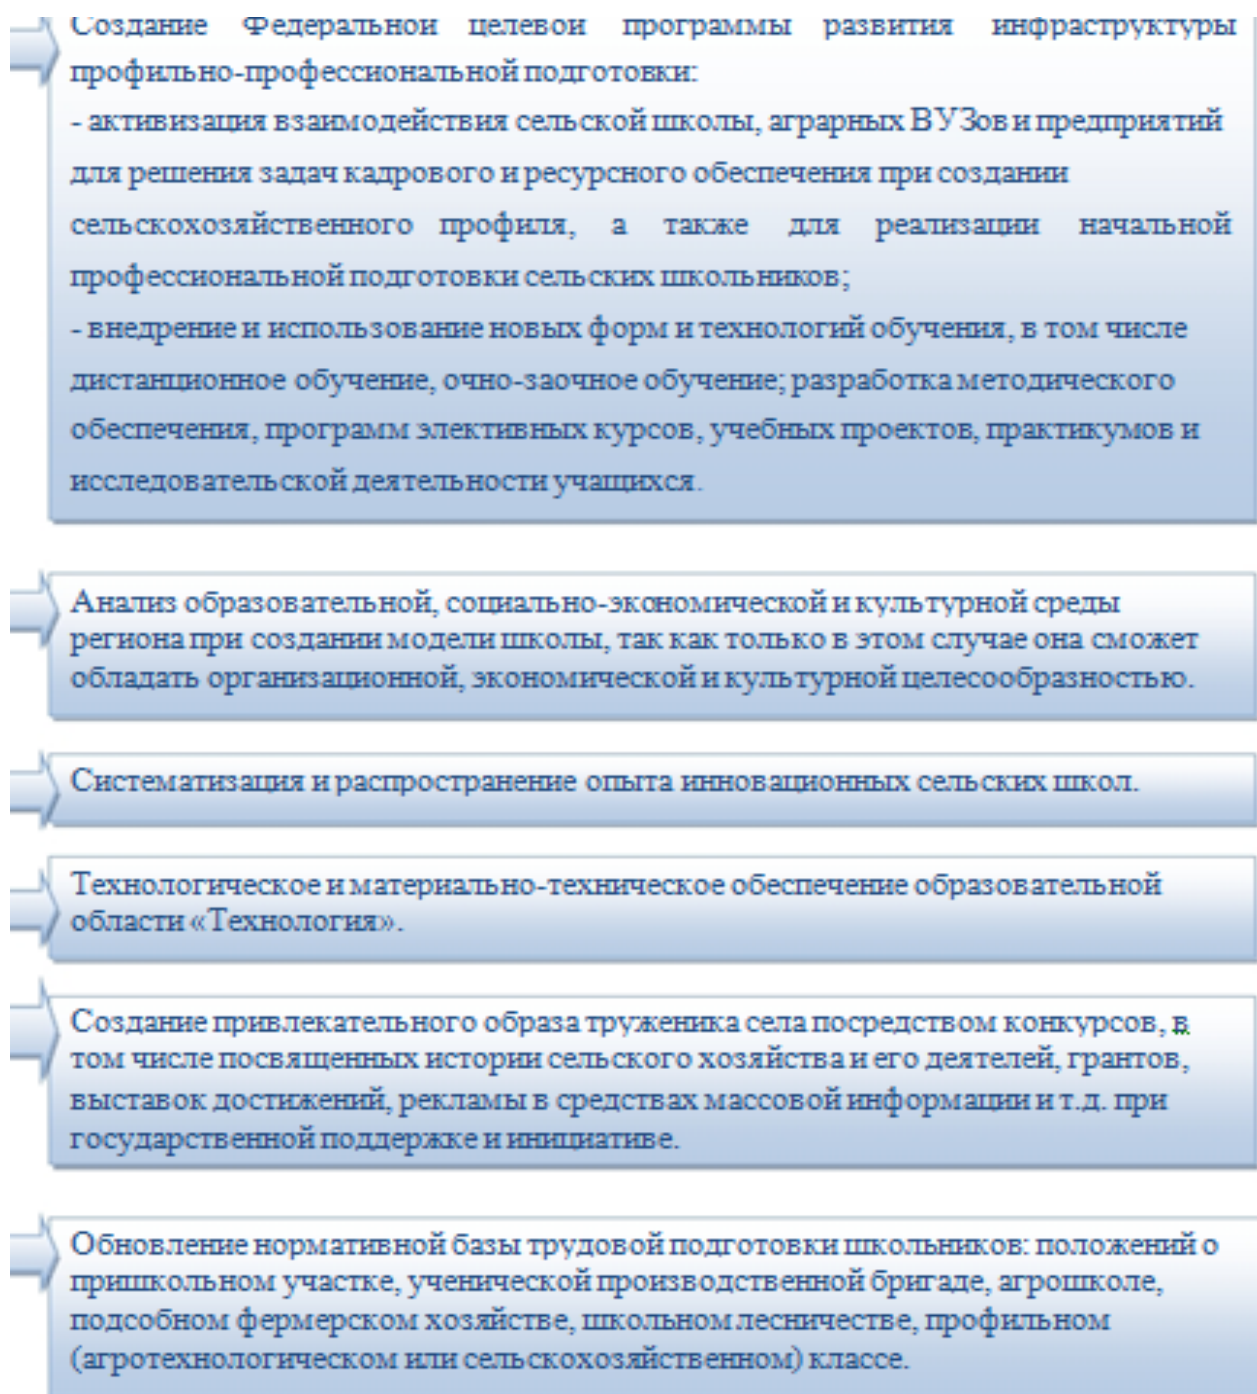 Создание Федеральной целевой программы развития инфраструктуры
профильно-профессиональной подготовки:
- активизация взаимодействия сельской школы, аграрных ВУЗов и предприятий
для решения задач кадрового и ресурсного обеспечения при создании
сельскохозяйственного профиля, а также для реализации начальной
профессиональной подготовки сельских школьников;
- внедрение и использование новых форм и технологий обучения, в том числе
дистанционное обучение, очно-заочное обучение; разработка методического
обеспечения, программ элективных курсов, учебных проектов, практикумов и
исследовательской деятельности учащихся.
Анализ образовательной, социально-экономической и культурной среды
региона при создании модели школы, так как только в этом случае она сможет
обладать организационной, экономической и культурной целесообразностью.
Систематизация и распространение опыта инновационных сельских школ.
Технологическое и материально-техническое обеспечение образовательной
области «Технология».
Создание привлекательного образа труженика села посредством конкурсов, в
том числе посвященных истории сельского хозяйства и его деятелей, грантов,
выставок достижений, рекламы в средствах массовой информации и т.д. при
государственной поддержке и инициативе.
Обновление нормативной базы трудовой подготовки школьников: положений о
пришкольном участке, ученической производственной бригаде, агрошколе,
подсобном фермерском хозяйстве, школьном лесничестве, профильном
(агротехнологическом или сельскохозяйственном) классе.